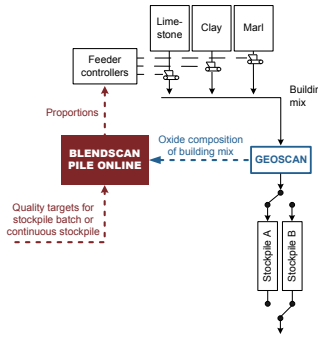 Lime-
stone
Clay
Marl
Feeder
controllers
Buildin
mix
Proportions
BLENDSCAN
PILE ONLINE
Oxide composition
of building mix
GEOSCAN
Quality targets for
stockpile batch or
continuous stockpile
Stockpile A
Stockpile B